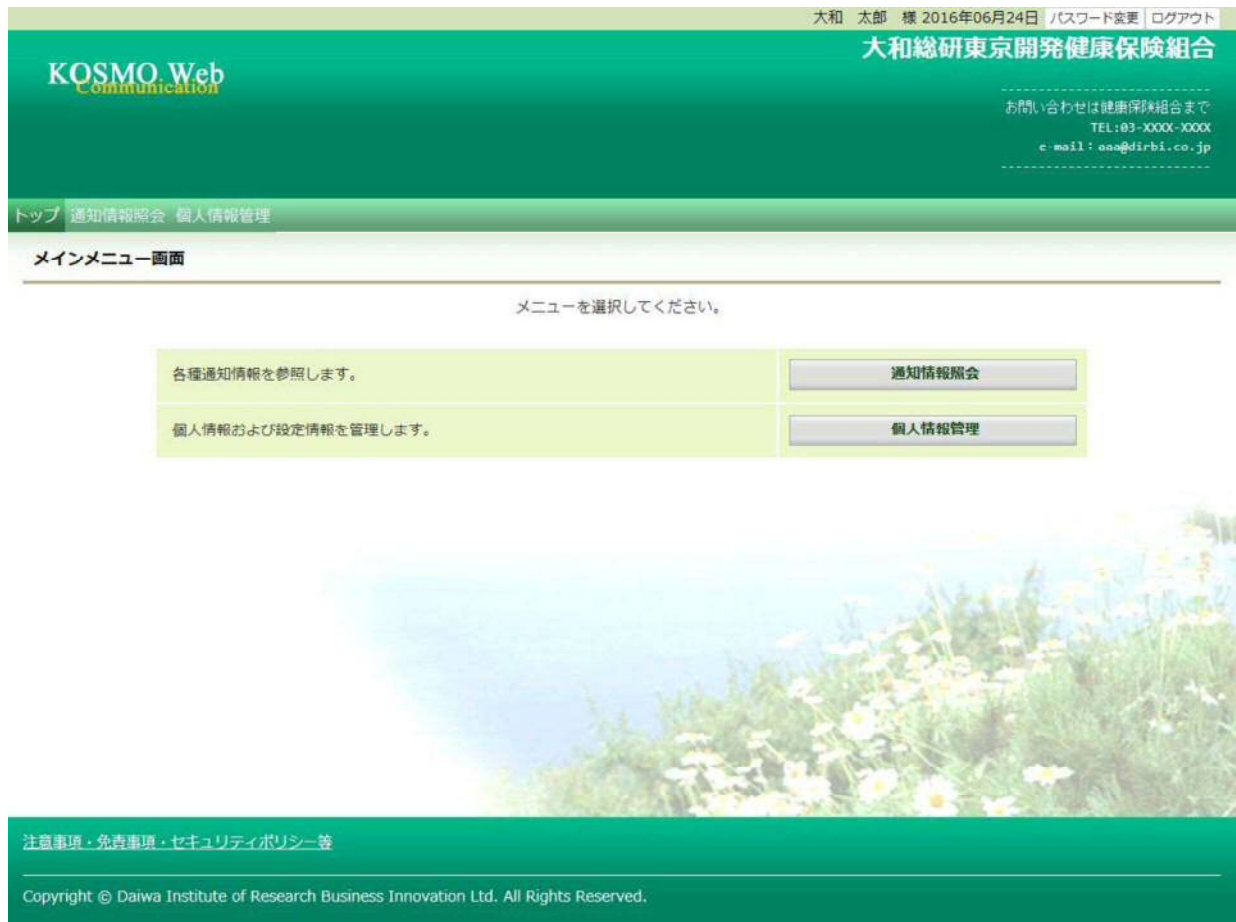 大和　太郎　様 2016年06月24日 パスワード変更 ログアウト
KOSMO Web
Communication
大和総研東京開発健康保険組合
お問い合わせは健康保険組合まで
TEL:03-XXXX-XXXX
e-mail：aaa@dirbi.co.jp
トップ 通知情報照会 個人情報管理
メインメニュー画面
メニューを選択してください。
各種通知情報を参照します。 通知情報照会
個人情報および設定情報を管理します。 個人情報管理
注意事項・免責事項・セキュリティポリシー等
Copyright © Daiwa Institute of Research Business Innovation Ltd. All Rights Reserved.